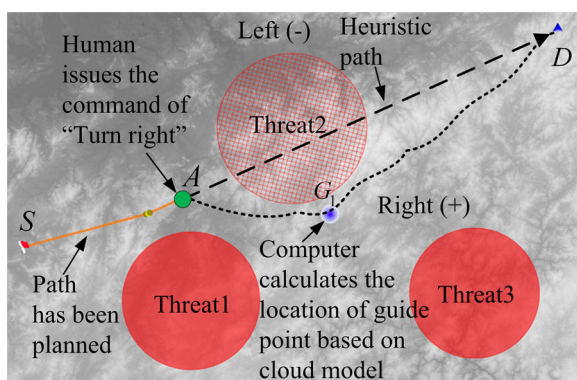 Left (-)
Heuristic
path
D
Human
issues the
command of
“Turn right”
Threat2
A
G1
Right (+)
S
Path
has been
planned
Threat1
Computer
calculates the
location of guide
point based on
cloud model
Threat3